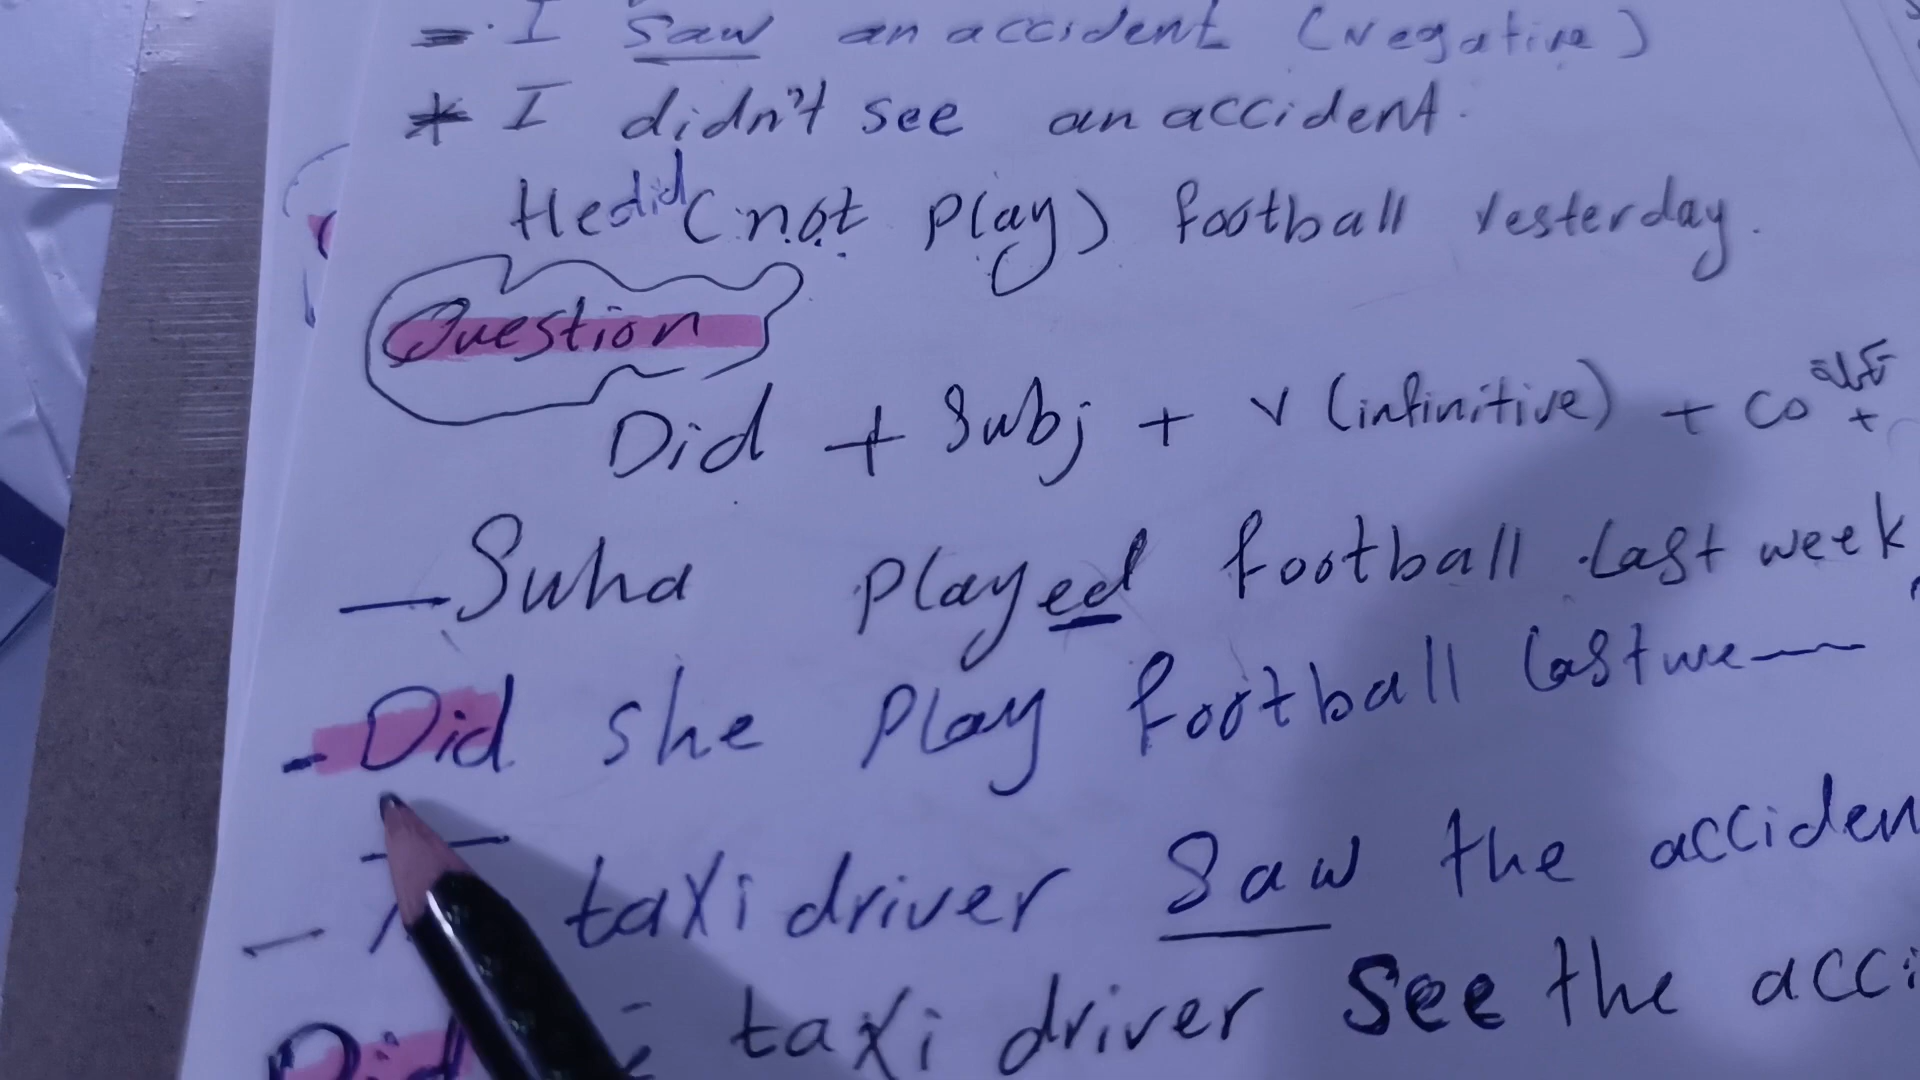 = I saw an accident (Negative)
* I didn't see an accident.
He did (not play) football yesterday.
Question
Did + Subj + V (infinitive) + Co +
— Suha played football last week
- Did she play football last we
— taxi driver saw the acciden
Did taxi driver see the acci